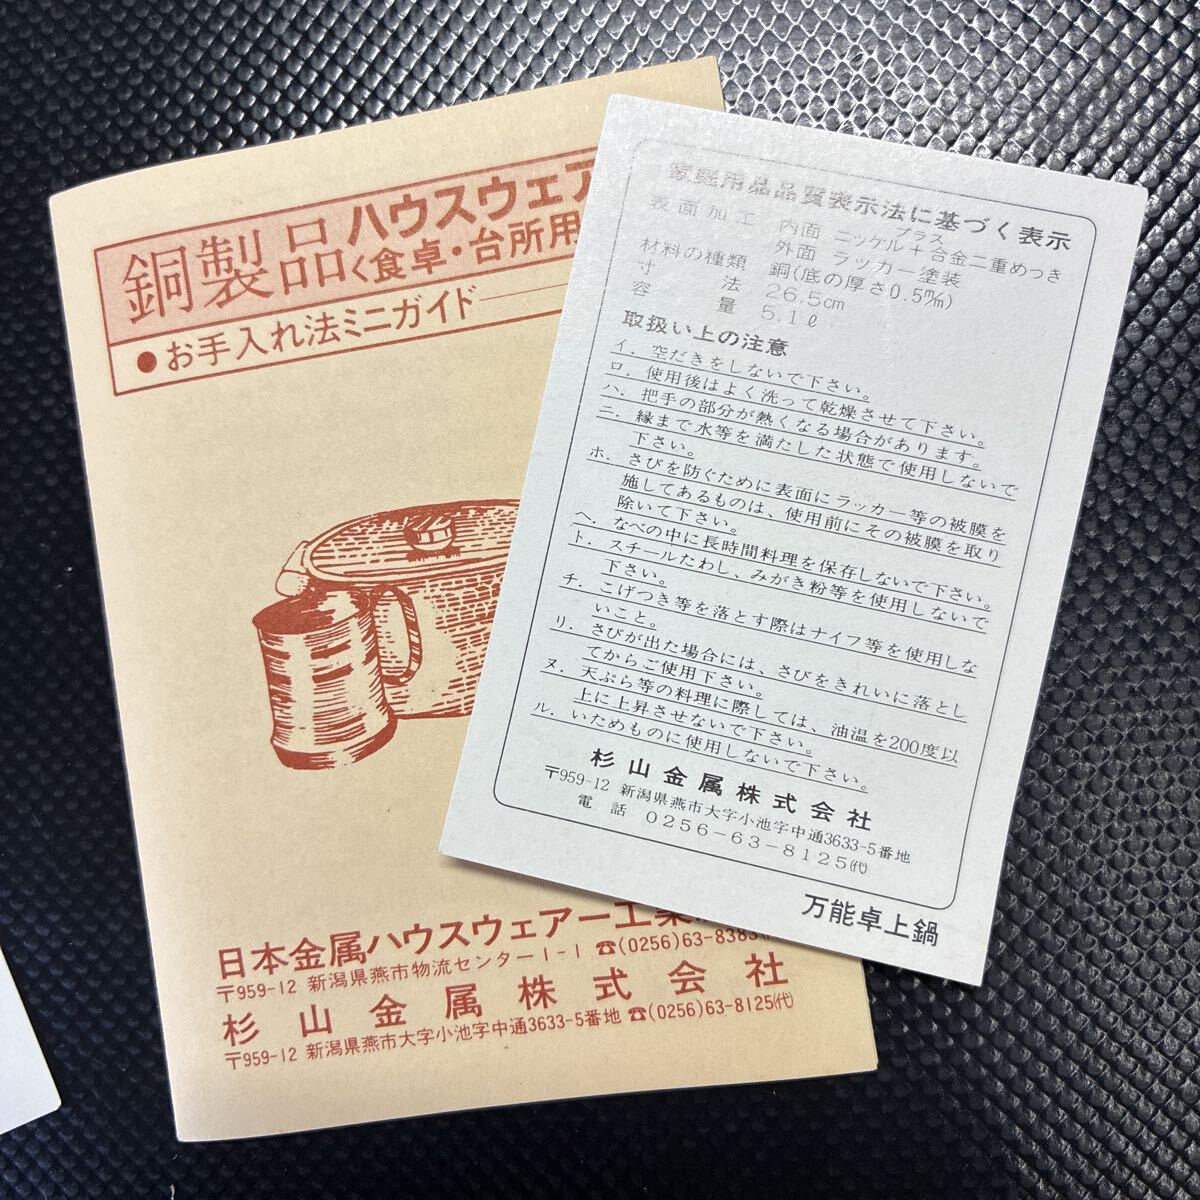 銅製品ハウスウェア
<食卓・台所用
●お手入れ法ミニガイド
日本金属ハウスウェアー工業
〒959-12 新潟県燕市物流センター1-1 ☎(0256)63-8383
杉山金属株式会社
〒959-12 新潟県燕市大字小池字中通3633-5番地 ☎(0256)63-8125(代)
家庭用品品質表示法に基づく表示
表面加工 内面 ニッケル+プラス合金二重めっき
外面 ラッカー塗装
材料の種類 銅(底の厚さ0.5㎜)
寸法 26.5cm
容量 5.1ℓ
取扱い上の注意
イ．空だきをしないで下さい。
ロ．使用後はよく洗って乾燥させて下さい。
ハ．把手の部分が熱くなる場合があります。
ニ．縁まで水等を満たした状態で使用しないで
下さい。
ホ．さびを防ぐために表面にラッカー等の被膜を
施してあるものは、使用前にその被膜を取り
除いて下さい。
ヘ．なべの中に長時間料理を保存しないで下さい。
ト．スチールたわし、みがき粉等を使用しないで
下さい。
チ．こげつき等を落とす際はナイフ等を使用しな
いこと。
リ．さびが出た場合には、さびをきれいに落とし
てからご使用下さい。
ヌ．天ぷら等の料理に際しては、油温を200度以
上に上昇させないで下さい。
ル．いためものに使用しないで下さい。
杉山金属株式会社
〒959-12 新潟県燕市大字小池字中通3633-5番地
電話 0256-63-8125(代)
万能卓上鍋